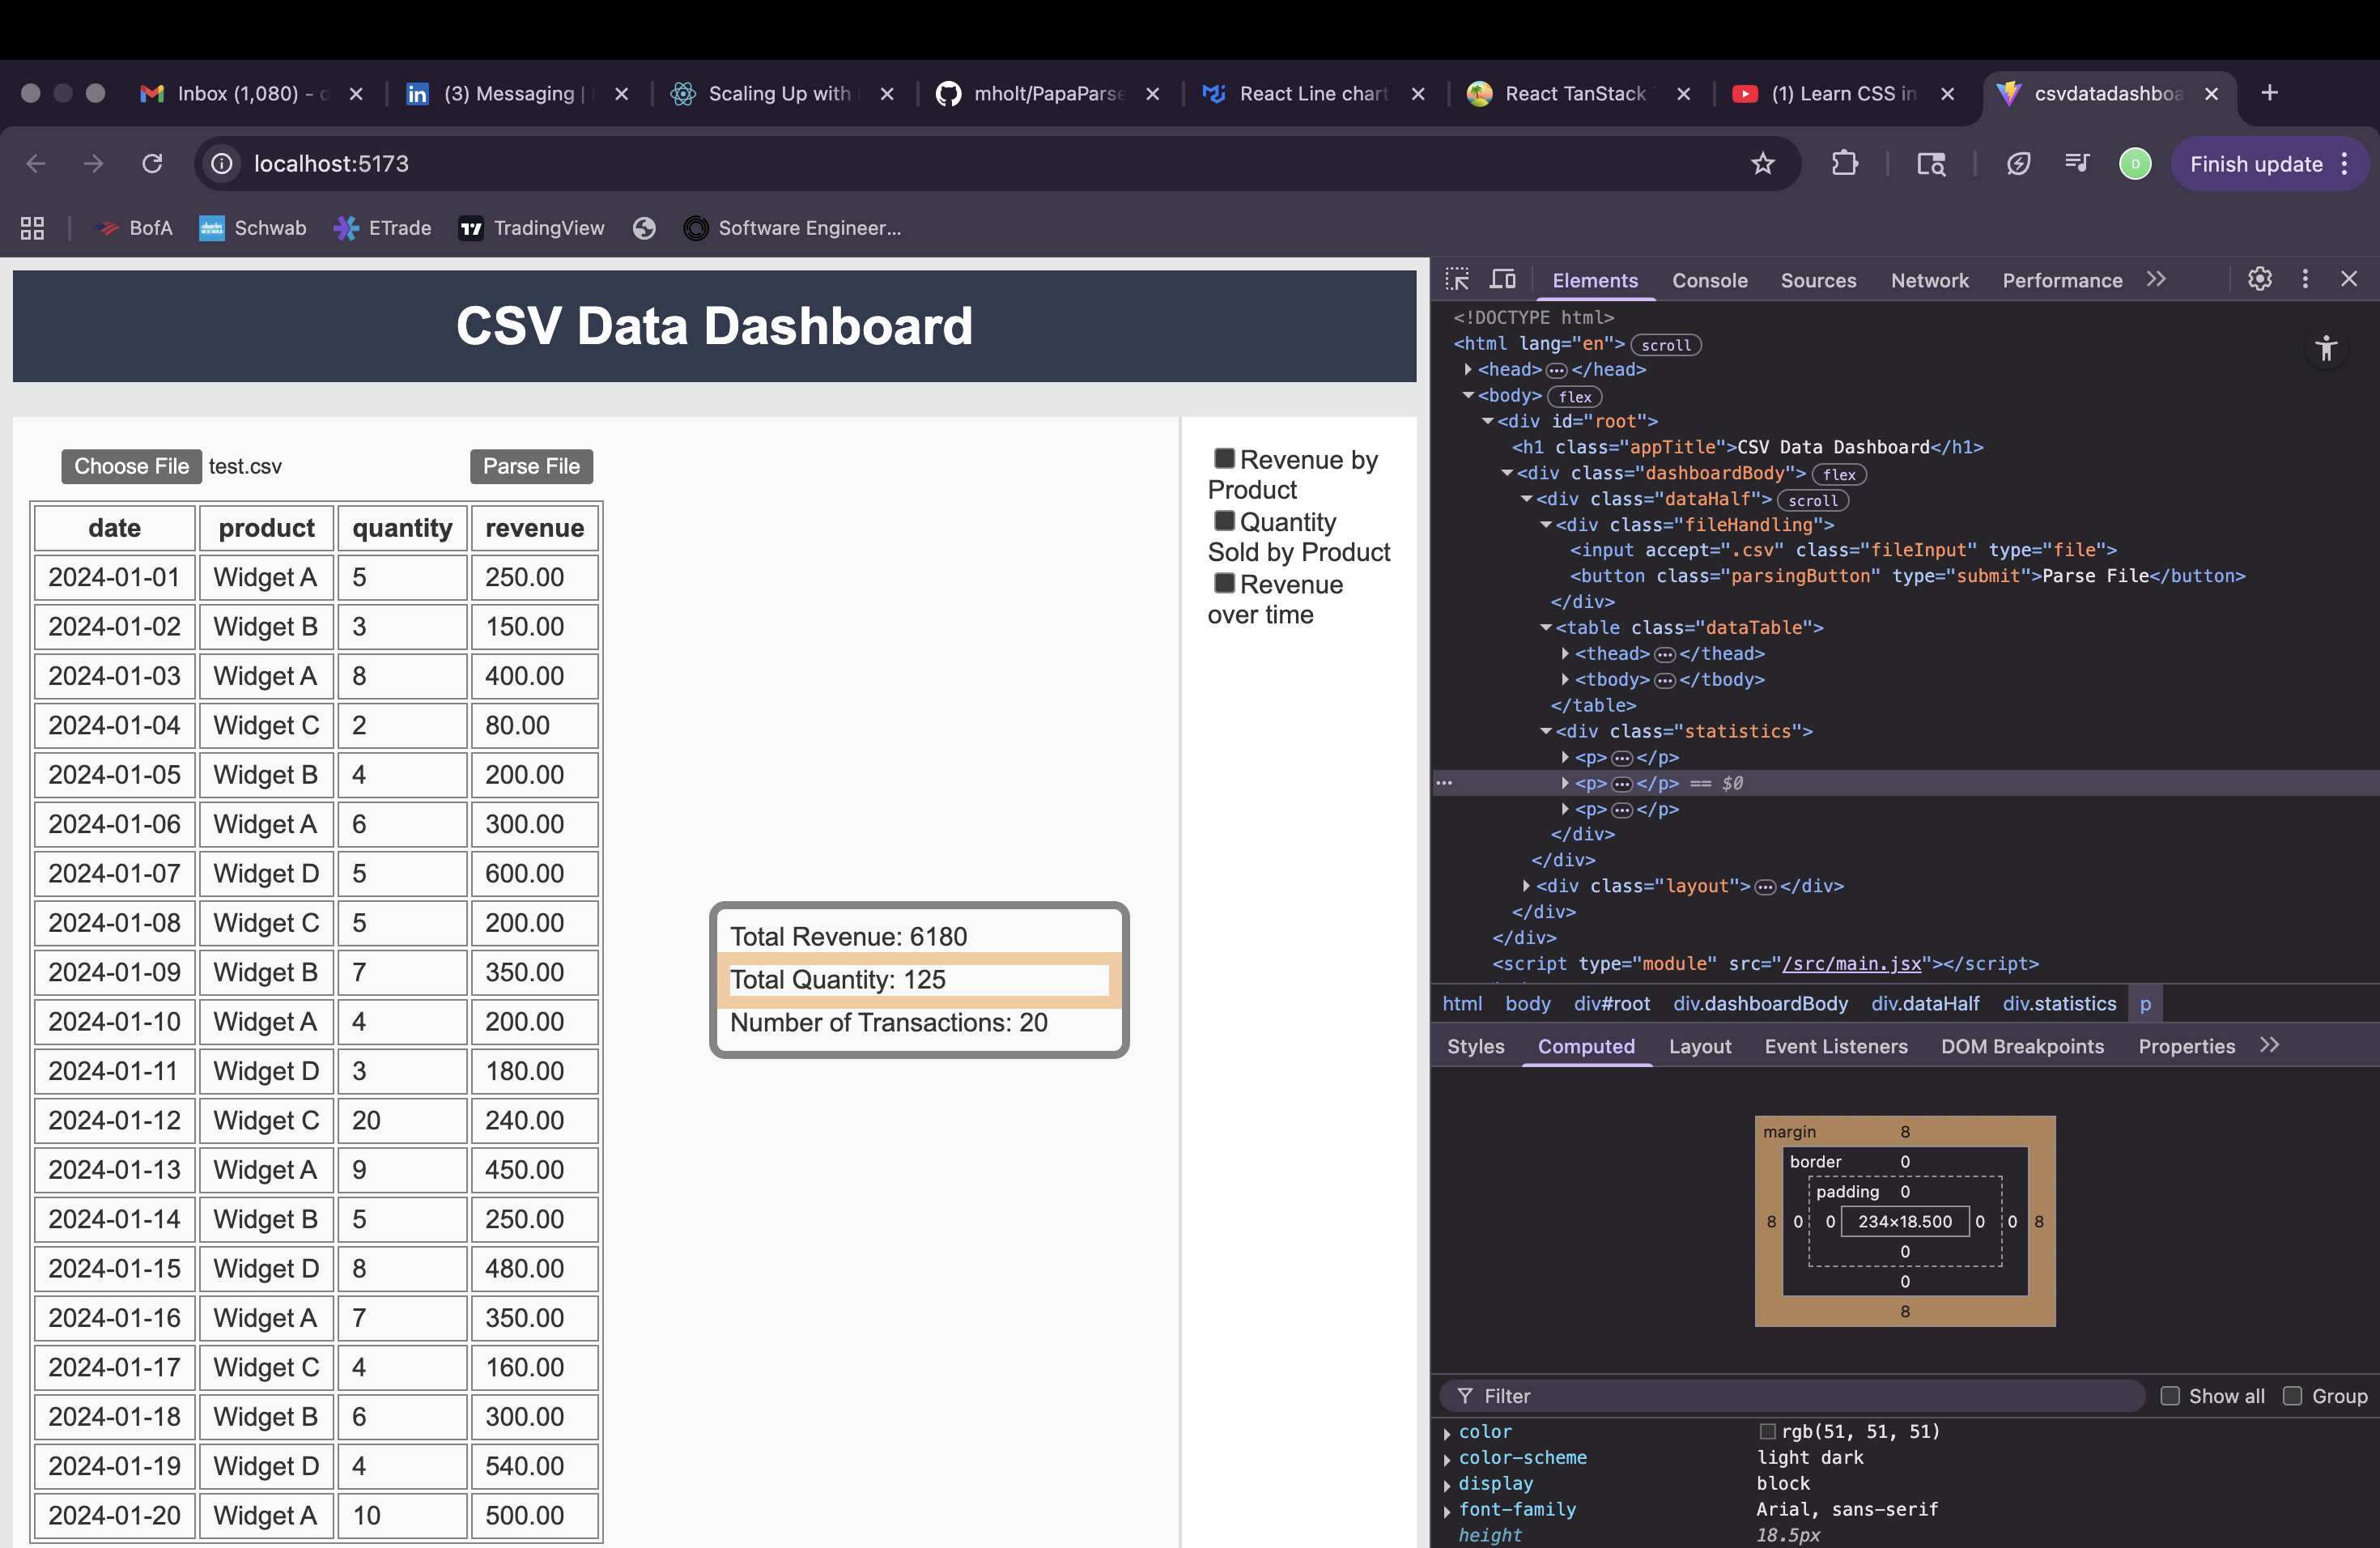 Inbox (1,080) - d
(3) Messaging |
Scaling Up with
mholt/PapaParse
React Line chart
React TanStack
(1) Learn CSS in
csvdatadashboa
localhost:5173
D
Finish update
BofA
Schwab
ETrade
TradingView
Software Engineer...
CSV Data Dashboard
Choose File test.csv
Parse File
date product quantity revenue
2024-01-01 Widget A 5 250.00
2024-01-02 Widget B 3 150.00
2024-01-03 Widget A 8 400.00
2024-01-04 Widget C 2 80.00
2024-01-05 Widget B 4 200.00
2024-01-06 Widget A 6 300.00
2024-01-07 Widget D 5 600.00
2024-01-08 Widget C 5 200.00
2024-01-09 Widget B 7 350.00
2024-01-10 Widget A 4 200.00
2024-01-11 Widget D 3 180.00
2024-01-12 Widget C 20 240.00
2024-01-13 Widget A 9 450.00
2024-01-14 Widget B 5 250.00
2024-01-15 Widget D 8 480.00
2024-01-16 Widget A 7 350.00
2024-01-17 Widget C 4 160.00
2024-01-18 Widget B 6 300.00
2024-01-19 Widget D 4 540.00
2024-01-20 Widget A 10 500.00
Total Revenue: 6180
Total Quantity: 125
Number of Transactions: 20
Revenue by
Product
Quantity
Sold by Product
Revenue
over time
Elements Console Sources Network Performance
<!DOCTYPE html>
<html lang="en"> scroll
<head> ... </head>
<body> flex
<div id="root">
<h1 class="appTitle">CSV Data Dashboard</h1>
<div class="dashboardBody"> flex
<div class="dataHalf"> scroll
<div class="fileHandling">
<input accept=".csv" class="fileInput" type="file">
<button class="parsingButton" type="submit">Parse File</button>
</div>
<table class="dataTable">
<thead> ... </thead>
<tbody> ... </tbody>
</table>
<div class="statistics">
<p> ... </p>
... <p> ... </p> == $0
<p> ... </p>
</div>
</div>
<div class="layout"> ... </div>
</div>
</div>
<script type="module" src="/src/main.jsx"></script>
html body div#root div.dashboardBody div.dataHalf div.statistics p
Styles Computed Layout Event Listeners DOM Breakpoints Properties
margin 8
border 0
padding 0
8 0 0 234×18.500 0 0 8
0
0
8
Filter Show all Group
color rgb(51, 51, 51)
color-scheme light dark
display block
font-family Arial, sans-serif
height 18.5px